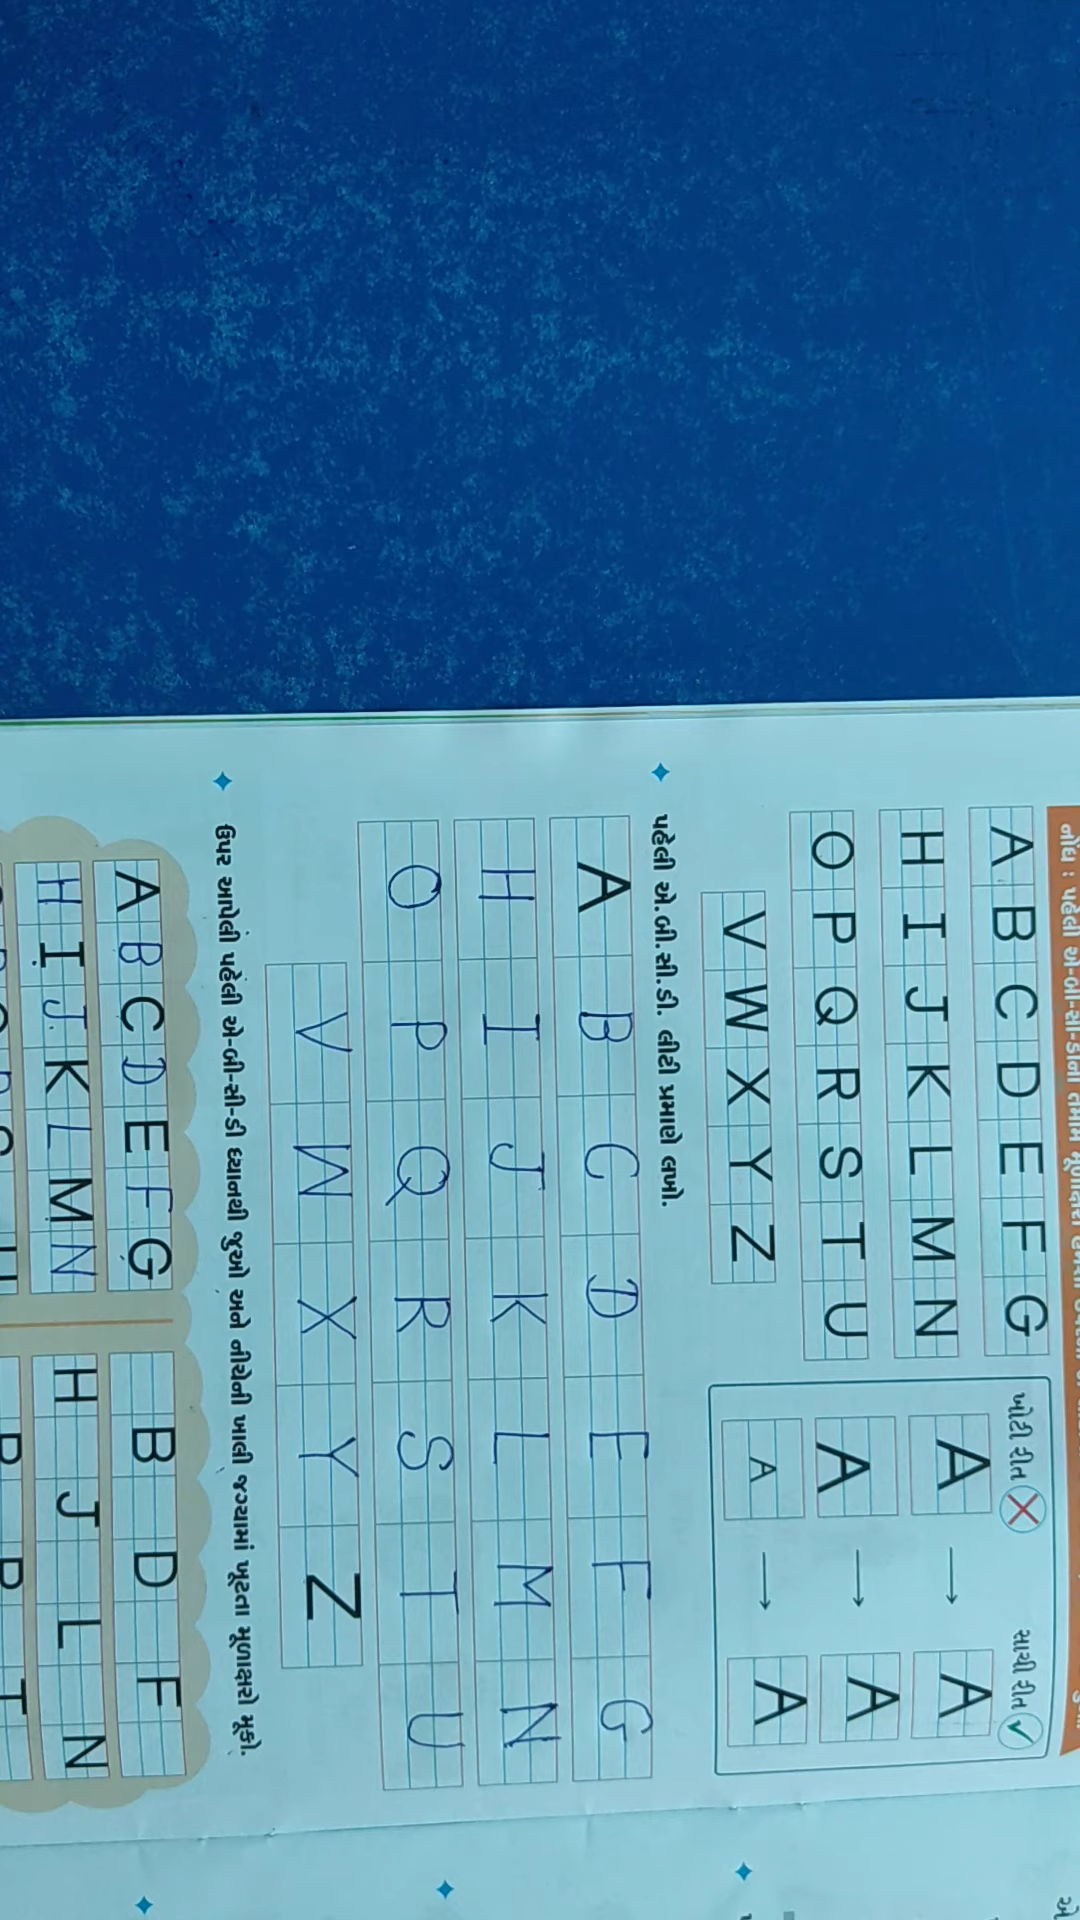 નોંધ : પહેલી એ-બી-સી-ડીના તમામ મૂળાક્ષરો
A B C D E F G
H I J K L M N
O P Q R S T U
V W X Y Z
ખોટી રીત સાચી રીત
A → A
A → A
A → A
પહેલી એ.બી.સી.ડી. લીટી પ્રમાણે લખો.
A B C D E F G
H I J K L M N
O P Q R S T U
V W X Y Z
ઉપર આપેલી પહેલી એ-બી-સી-ડી ધ્યાનથી જુઓ અને નીચેની ખાલી જગ્યામાં ખૂટતા મૂળાક્ષરો મૂકો.
A B C D E F G
H I J K L M N
B D F
H J L N